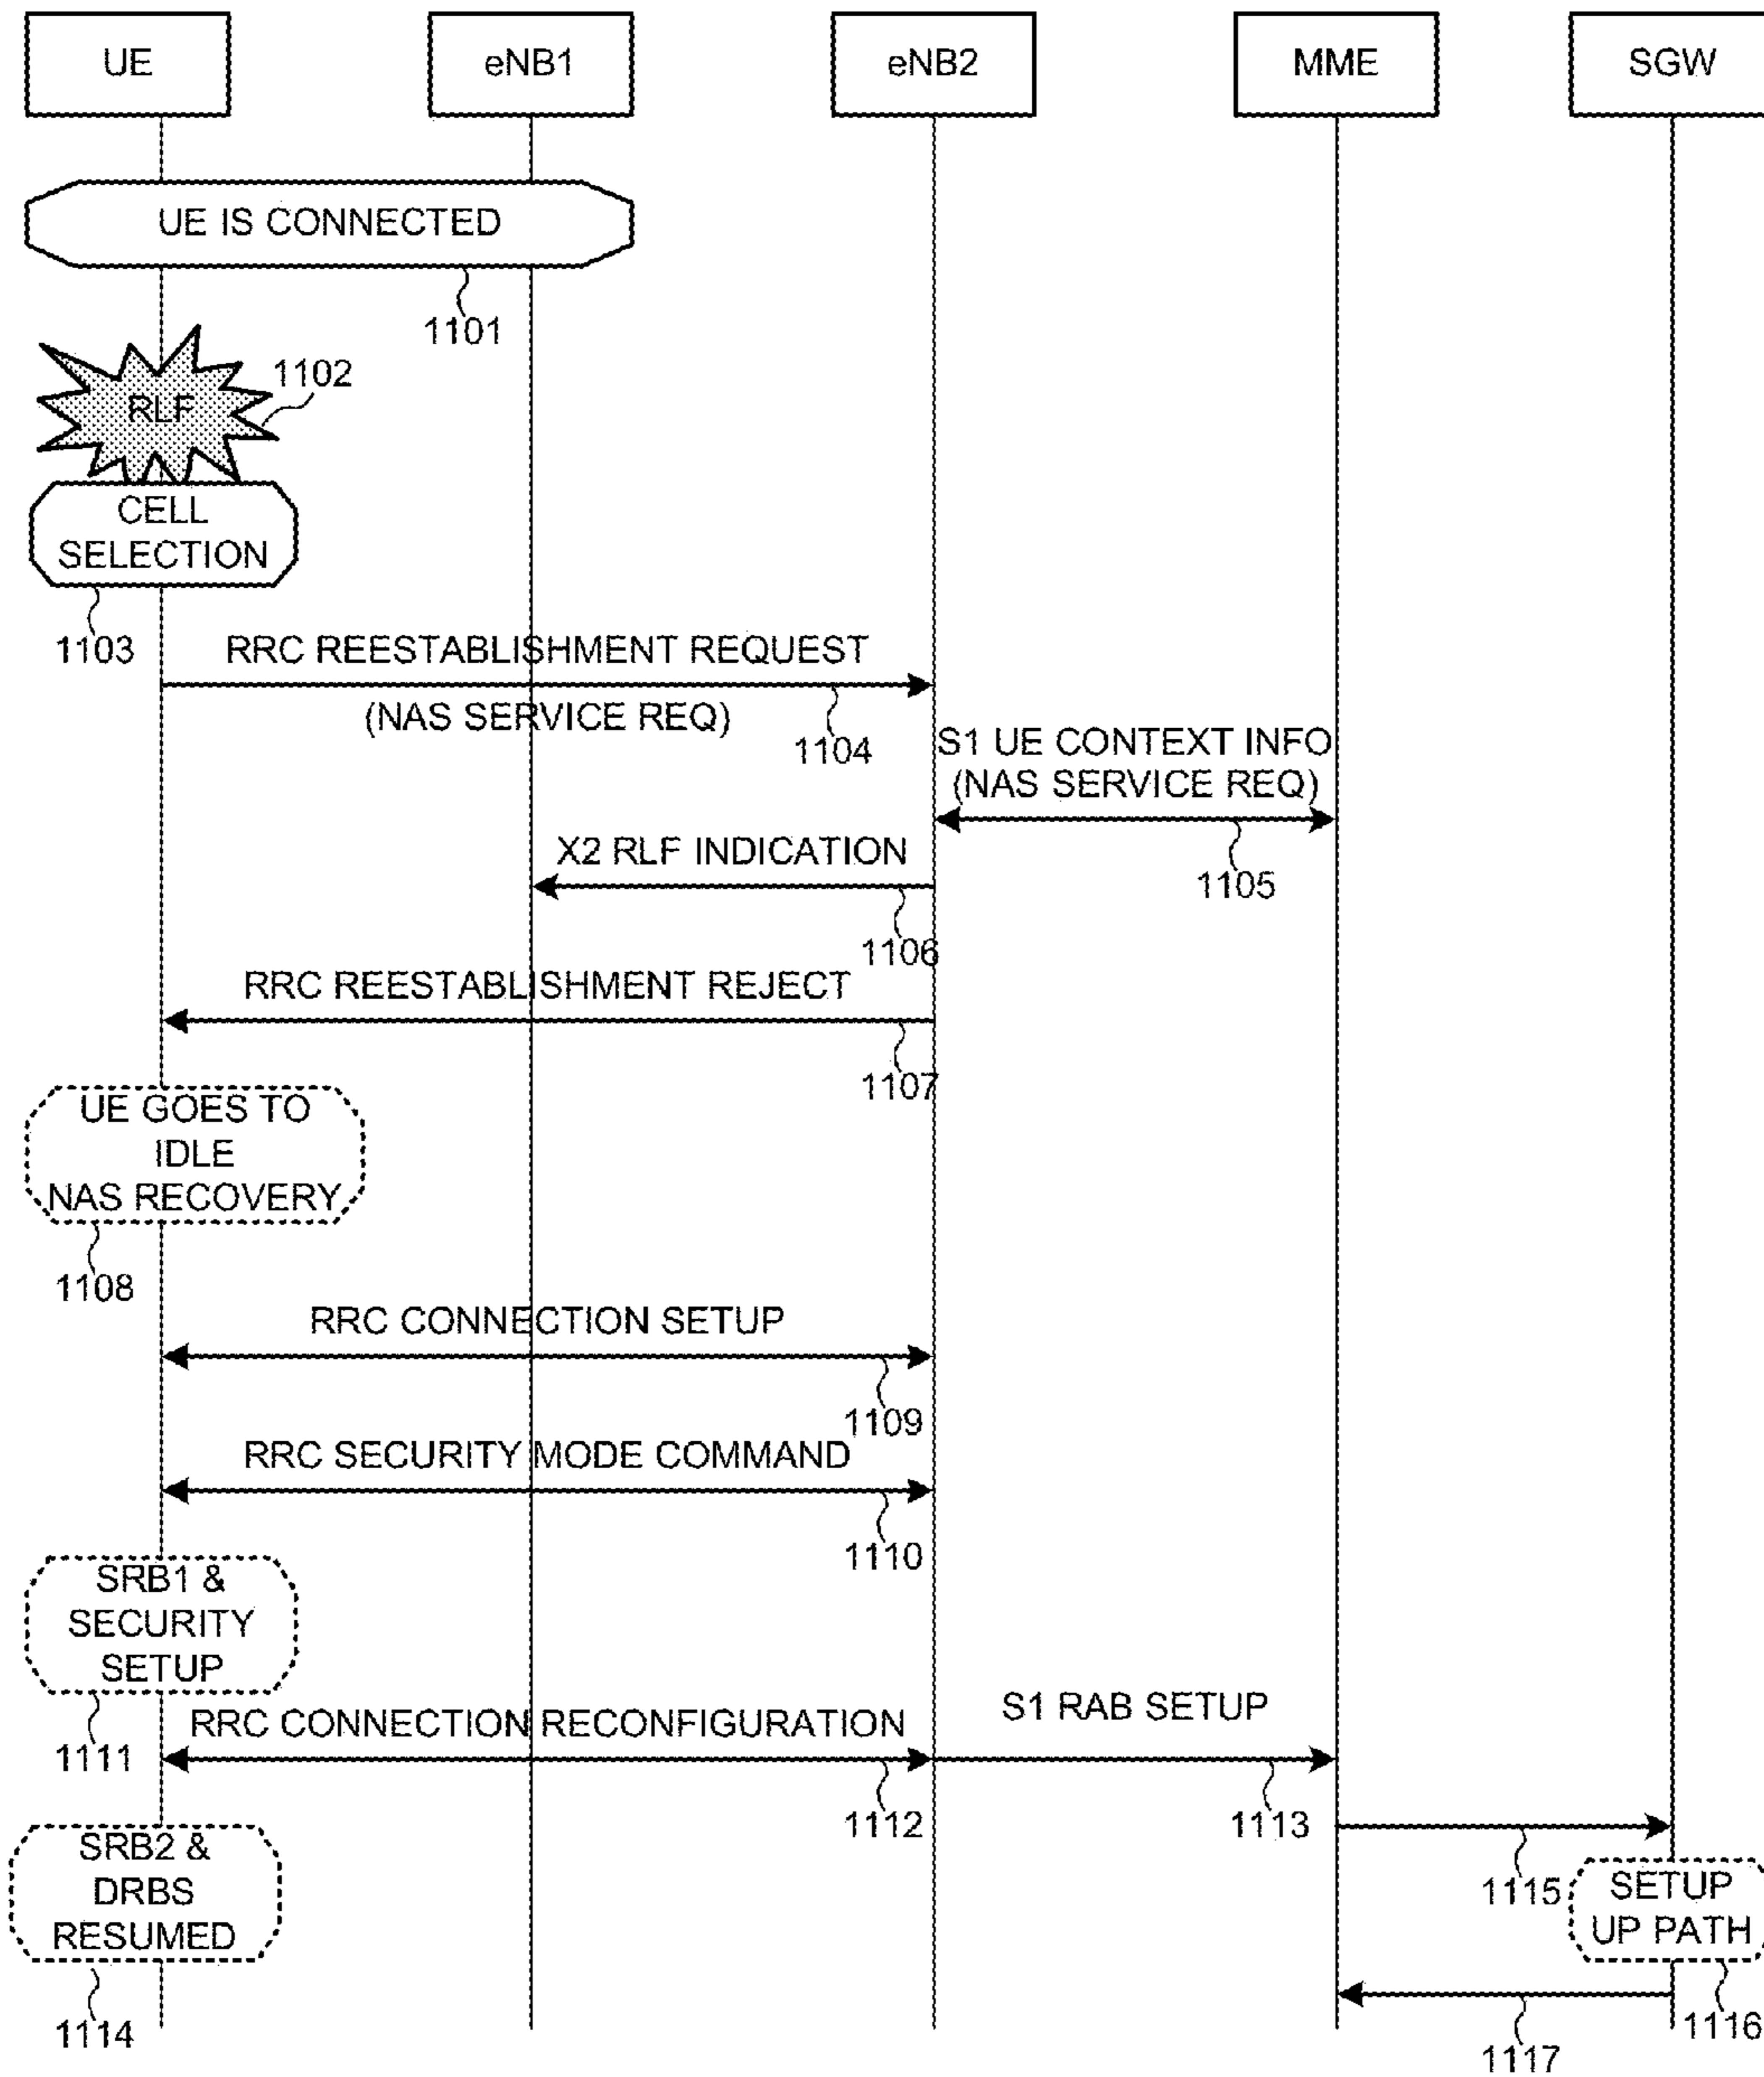 UE
eNB1
eNB2
MME
SGW
UE IS CONNECTED
1101
RLF
1102
CELL
SELECTION
1103
RRC REESTABLISHMENT REQUEST
(NAS SERVICE REQ)
1104
S1 UE CONTEXT INFO
(NAS SERVICE REQ)
1105
X2 RLF INDICATION
1106
RRC REESTABLISHMENT REJECT
1107
UE GOES TO
IDLE
NAS RECOVERY
1108
RRC CONNECTION SETUP
1109
RRC SECURITY MODE COMMAND
1110
SRB1 &
SECURITY
SETUP
1111
RRC CONNECTION RECONFIGURATION
1112
S1 RAB SETUP
1113
SRB2 &
DRBS
RESUMED
1114
1115
SETUP
UP PATH
1116
1117